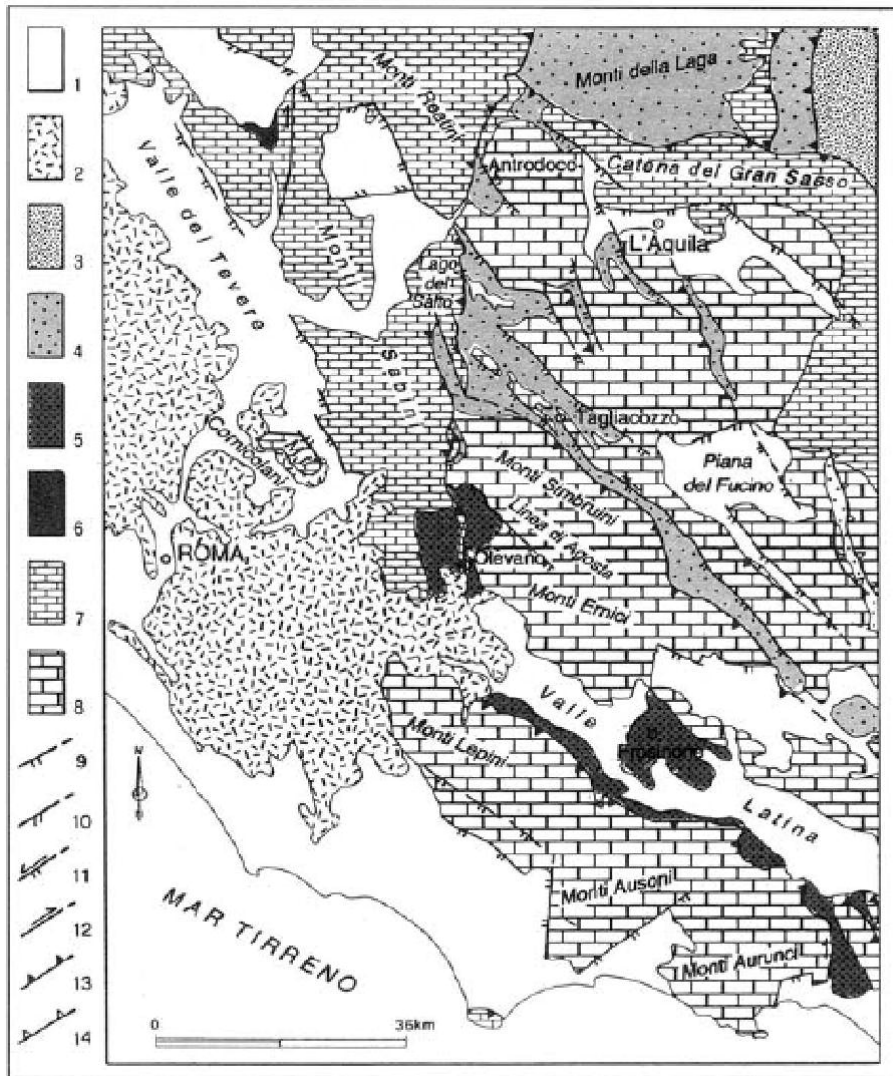 1
2
3
4
5
6
7
8
9
10
11
12
13
14
Monti della Laga
Monti Reatini
Antrodoco
Catena del Gran Sasso
L'Aquila
Valle del Tevere
Monti
Sabini
Lago del Salto
Tagliacozzo
Cornicolani
Piana
del Fucino
Monti Simbruini
Linea di
ROMA
Olevano
Monti Ernici
Valle
Latina
Frosinone
Monti Lepini
N
Monti Ausoni
Monti Aurunci
MAR TIRRENO
0
36km